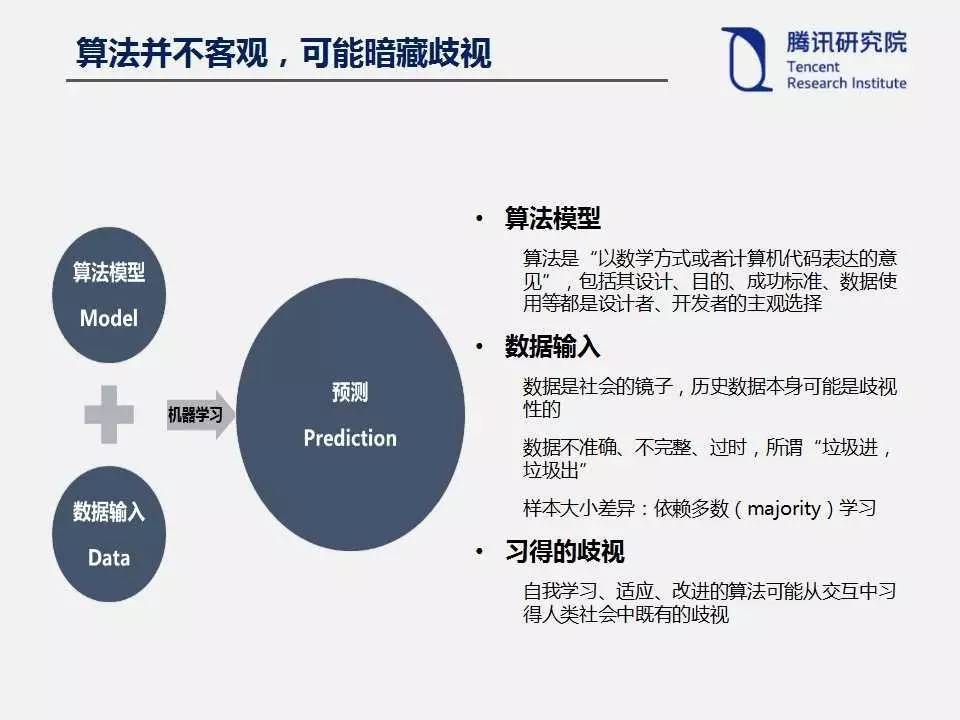 算法并不客观，可能暗藏歧视
腾讯研究院
Tencent
Research Institute
算法模型
Model
机器学习
数据输入
Data
预测
Prediction
• 算法模型
算法是“以数学方式或者计算机代码表达的意
见”，包括其设计、目的、成功标准、数据使
用等都是设计者、开发者的主观选择
• 数据输入
数据是社会的镜子，历史数据本身可能是歧视
性的
数据不准确、不完整、过时，所谓“垃圾进，
垃圾出”
样本大小差异：依赖多数（majority）学习
• 习得的歧视
自我学习、适应、改进的算法可能从交互中习
得人类社会中既有的歧视